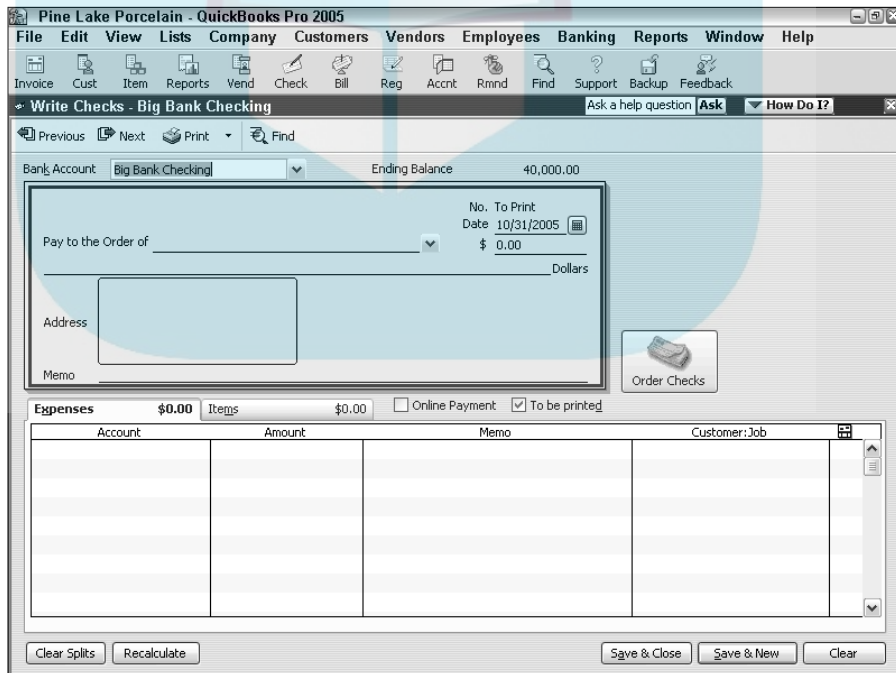 Pine Lake Porcelain - QuickBooks Pro 2005
File Edit View Lists Company Customers Vendors Employees Banking Reports Window Help
Invoice Cust Item Reports Vend Check Bill Reg Accnt Rmnd Find Support Backup Feedback
Write Checks - Big Bank Checking Ask a help question Ask How Do I?
Previous Next Print Find
Bank Account Big Bank Checking Ending Balance 40,000.00
No. To Print
Date 10/31/2005
Pay to the Order of $ 0.00
Dollars
Address
Memo
Order Checks
Expenses $0.00 Items $0.00 Online Payment To be printed
Account Amount Memo Customer:Job
Clear Splits Recalculate Save & Close Save & New Clear